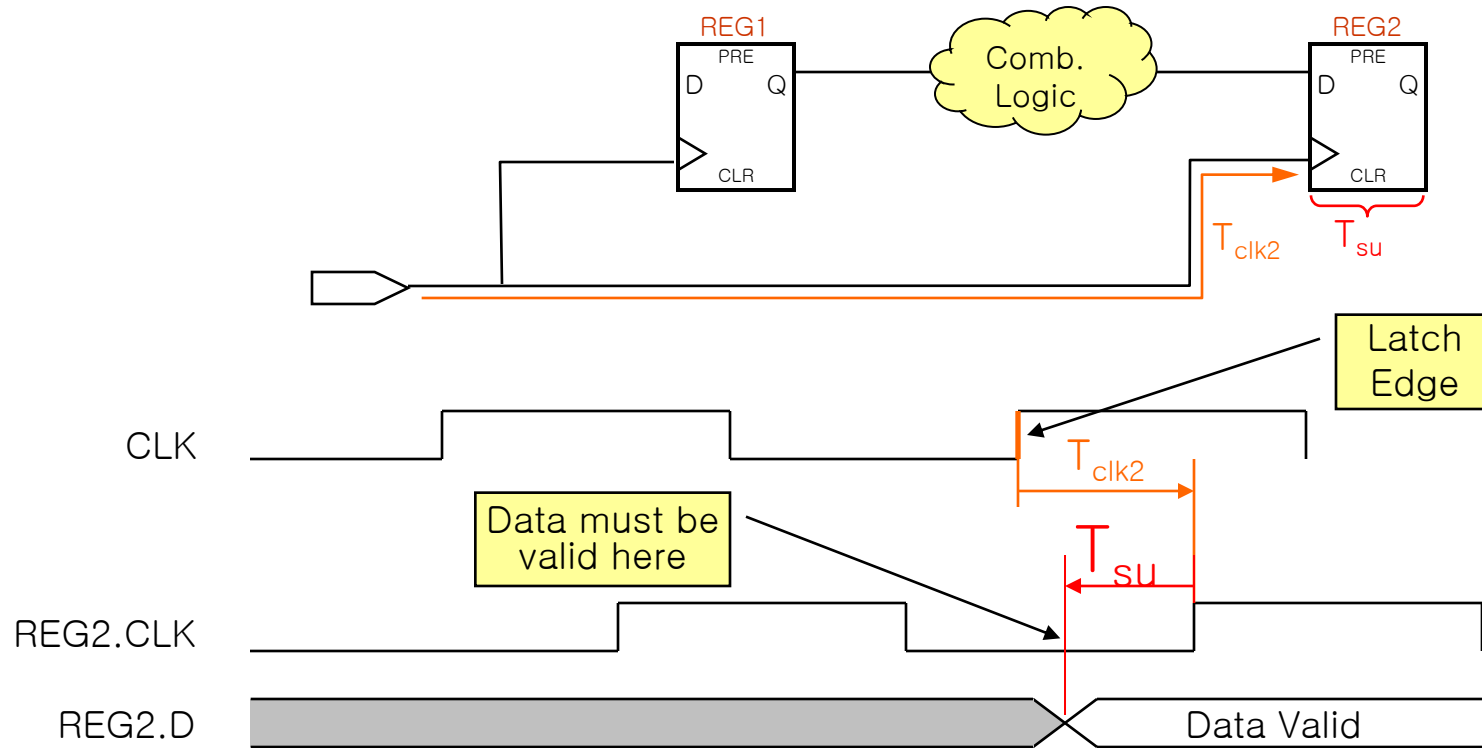 REG1
PRE
D
Q
CLR
Comb.
Logic
REG2
PRE
D
Q
CLR
Tclk2
Tsu
Latch
Edge
CLK
Tclk2
Data must be
valid here
Tsu
REG2.CLK
REG2.D
Data Valid